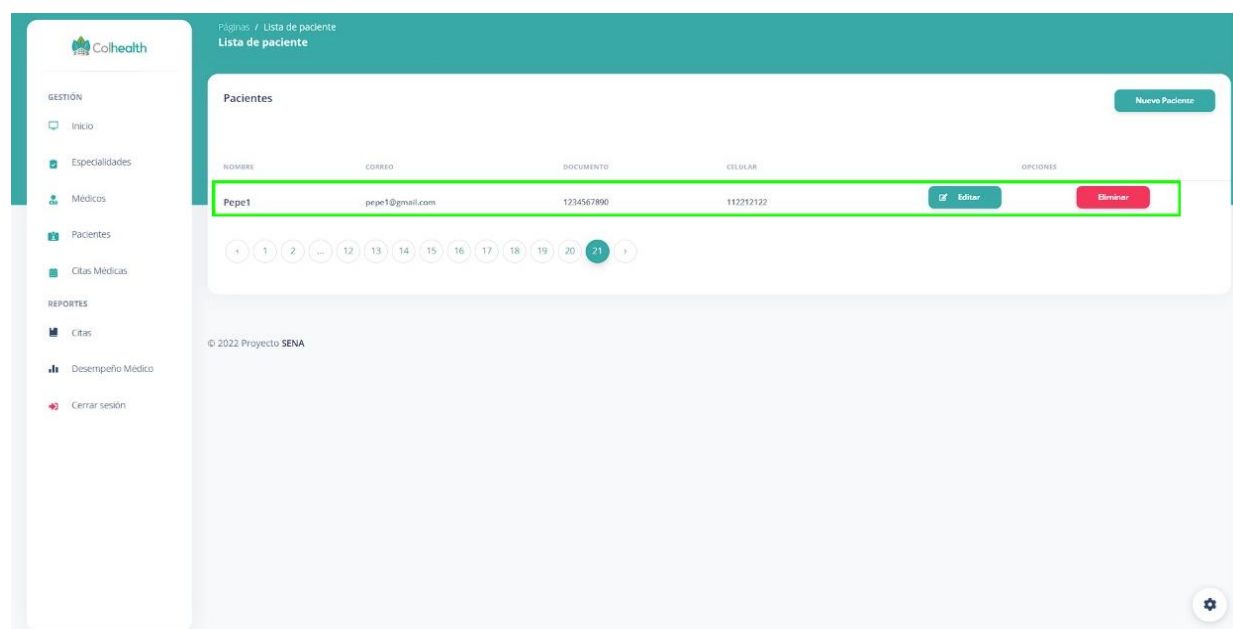 Colhealth
GESTIÓN
Inicio
Especialidades
Médicos
Pacientes
Citas Médicas
REPORTES
Citas
Desempeño Médico
Cerrar sesión
Páginas / Lista de paciente
Lista de paciente
Pacientes
Nuevo Paciente
NOMBRE CORREO DOCUMENTO CELULAR OPCIONES
Pepe1 pepe1@gmail.com 1234567890 112212122 Editar Eliminar
‹ 1 2 ... 12 13 14 15 16 17 18 19 20 21 ›
© 2022 Proyecto SENA